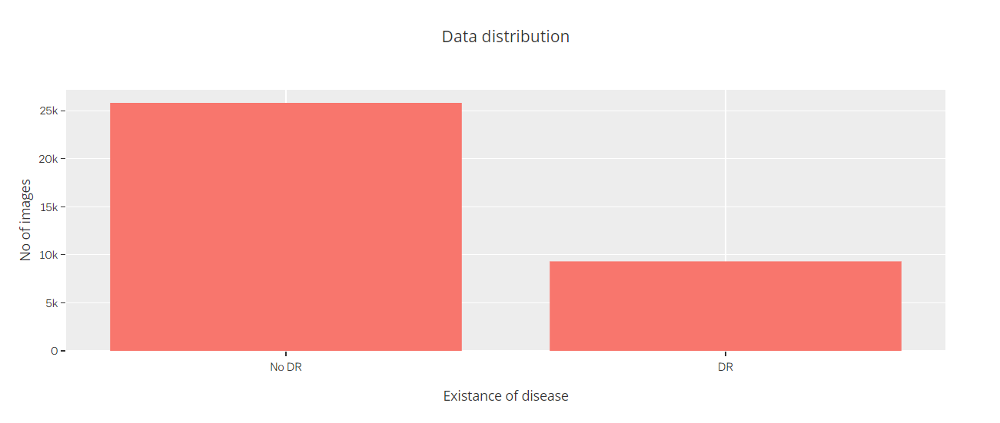 Data distribution
25k
20k
15k
10k
5k
0
No of images
No DR
DR
Existance of disease